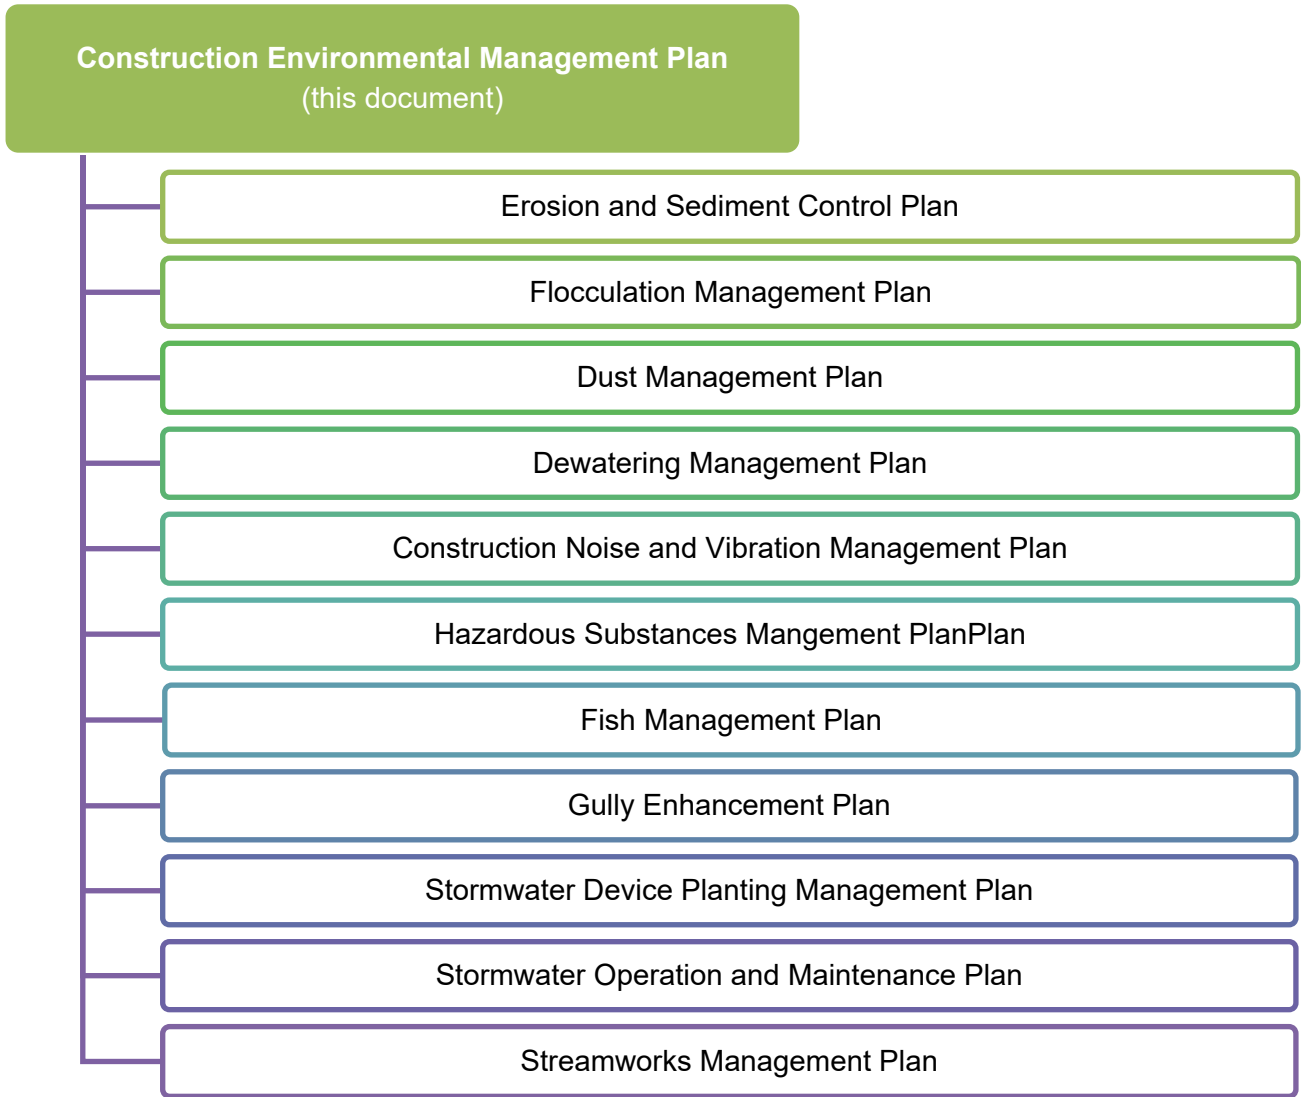 Construction Environmental Management Plan
(this document)
Erosion and Sediment Control Plan
Flocculation Management Plan
Dust Management Plan
Dewatering Management Plan
Construction Noise and Vibration Management Plan
Hazardous Substances Mangement PlanPlan
Fish Management Plan
Gully Enhancement Plan
Stormwater Device Planting Management Plan
Stormwater Operation and Maintenance Plan
Streamworks Management Plan